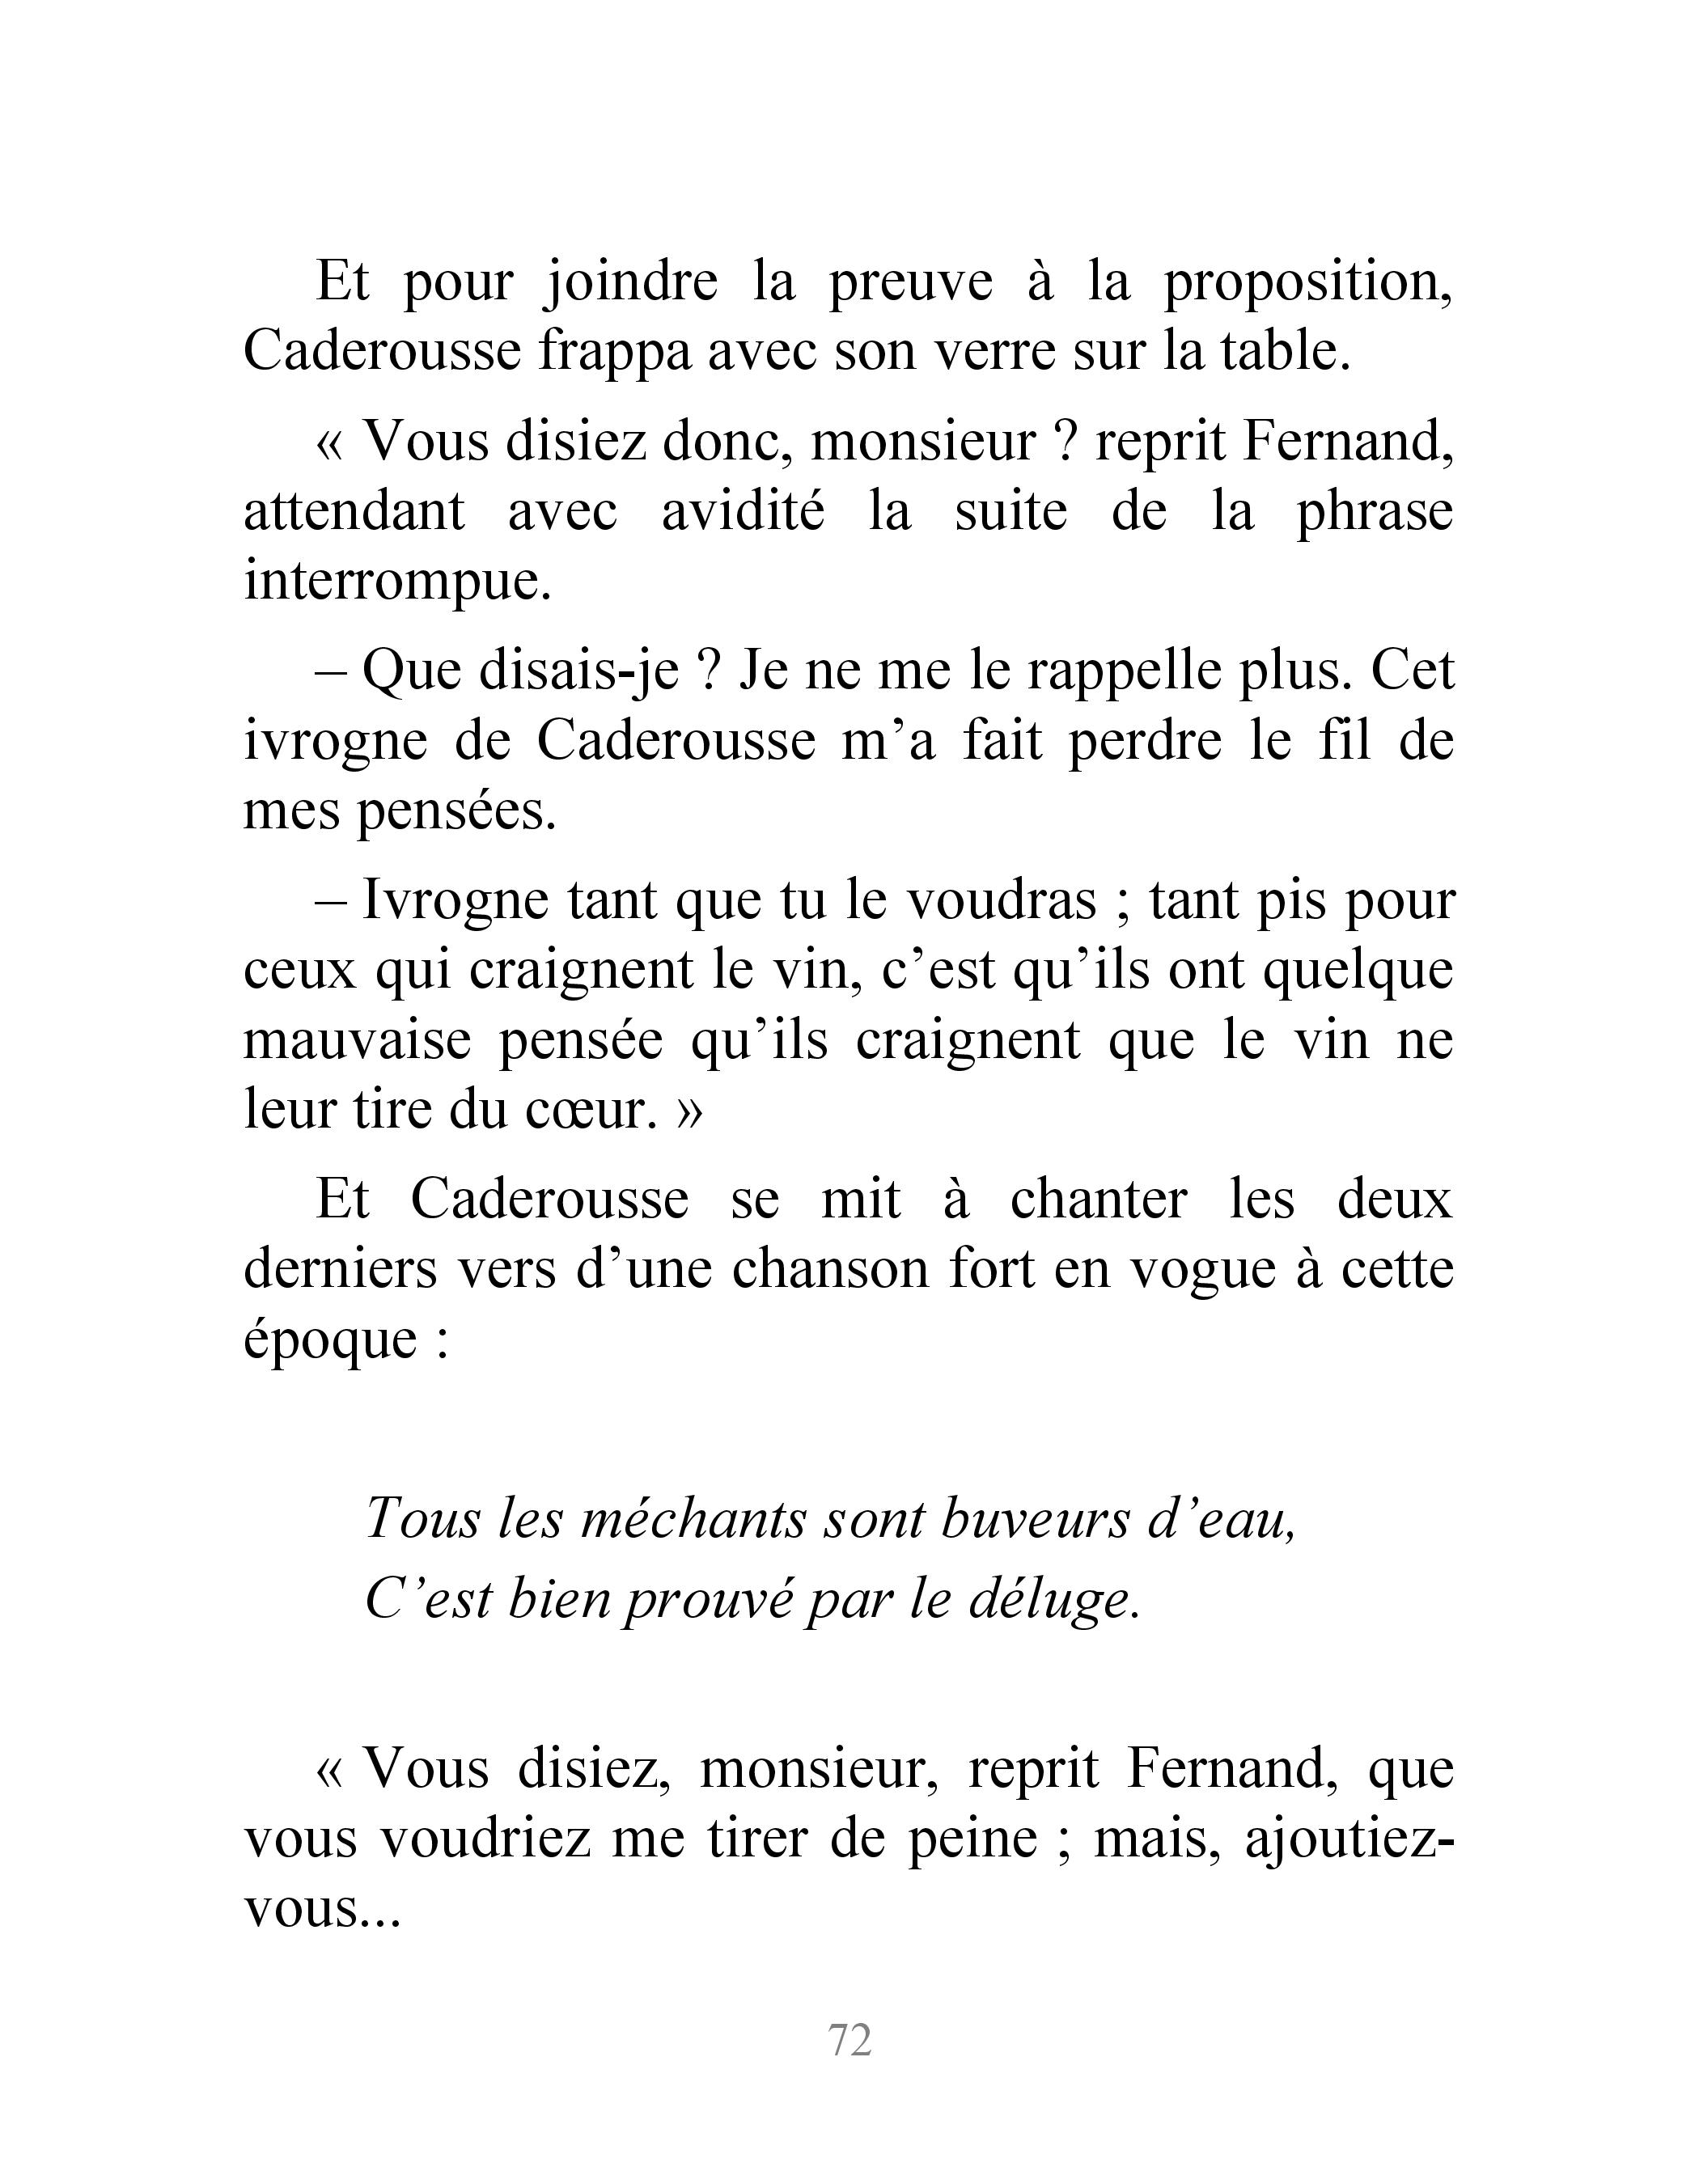 Et pour joindre la preuve à la proposition,
Caderousse frappa avec son verre sur la table.
« Vous disiez donc, monsieur ? reprit Fernand,
attendant avec avidité la suite de la phrase
interrompue.
– Que disais-je ? Je ne me le rappelle plus. Cet
ivrogne de Caderousse m’a fait perdre le fil de
mes pensées.
– Ivrogne tant que tu le voudras ; tant pis pour
ceux qui craignent le vin, c’est qu’ils ont quelque
mauvaise pensée qu’ils craignent que le vin ne
leur tire du cœur. »
Et Caderousse se mit à chanter les deux
derniers vers d’une chanson fort en vogue à cette
époque :
Tous les méchants sont buveurs d’eau,
C’est bien prouvé par le déluge.
« Vous disiez, monsieur, reprit Fernand, que
vous voudriez me tirer de peine ; mais, ajoutiez-
vous...
72